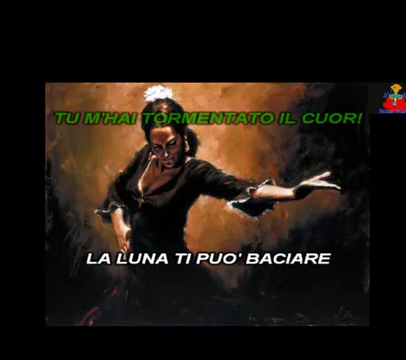 TU M'HAI TORMENTATO IL CUOR!
LA LUNA TI PUO' BACIARE